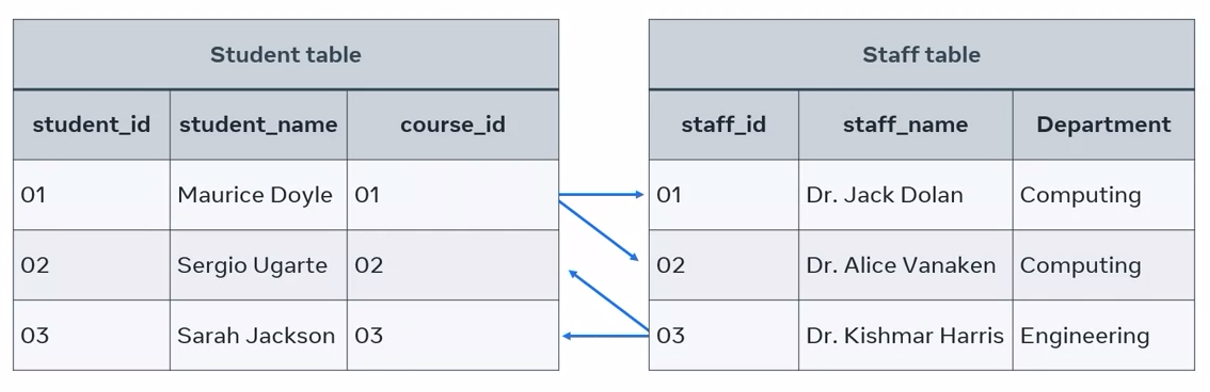 Student table
student_id student_name course_id
01 Maurice Doyle 01
02 Sergio Ugarte 02
03 Sarah Jackson 03
Staff table
staff_id staff_name Department
01 Dr. Jack Dolan Computing
02 Dr. Alice Vanaken Computing
03 Dr. Kishmar Harris Engineering